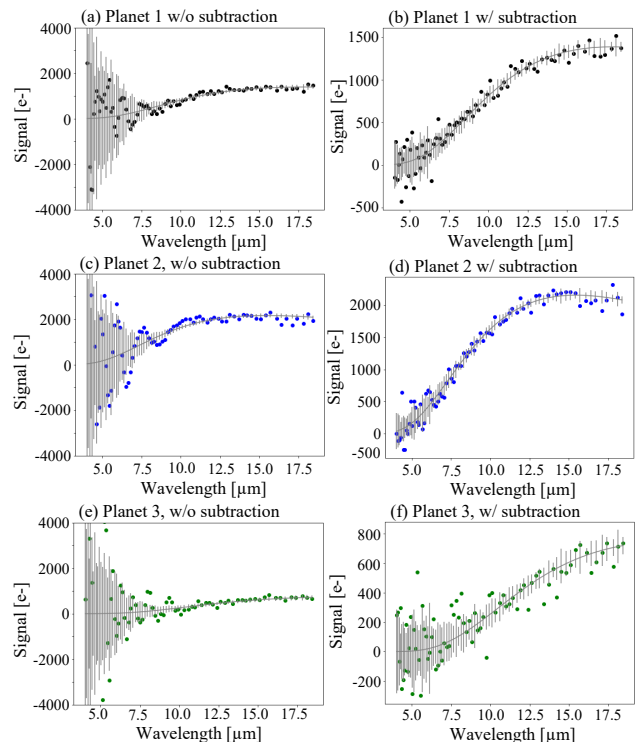 (a) Planet 1 w/o subtraction
Signal [e-]
4000
2000
0
2000
4000
5.0 7.5 10.0 12.5 15.0 17.5
Wavelength [µm]
(b) Planet 1 w/ subtraction
Signal [e-]
1500
1000
500
0
-500
5.0 7.5 10.0 12.5 15.0 17.5
Wavelength [µm]
(c) Planet 2, w/o subtraction
Signal [e-]
4000
2000
0
-2000
-4000
5.0 7.5 10.0 12.5 15.0 17.5
Wavelength [µm]
(d) Planet 2 w/ subtraction
Signal [e-]
2000
1500
1000
500
0
-500
5.0 7.5 10.0 12.5 15.0 17.5
Wavelength [µm]
(e) Planet 3, w/o subtraction
Signal [e-]
4000
2000
0
-2000
-4000
5.0 7.5 10.0 12.5 15.0 17.5
Wavelength [µm]
(f) Planet 3, w/ subtraction
Signal [e-]
800
600
400
200
0
-200
5.0 7.5 10.0 12.5 15.0 17.5
Wavelength [µm]